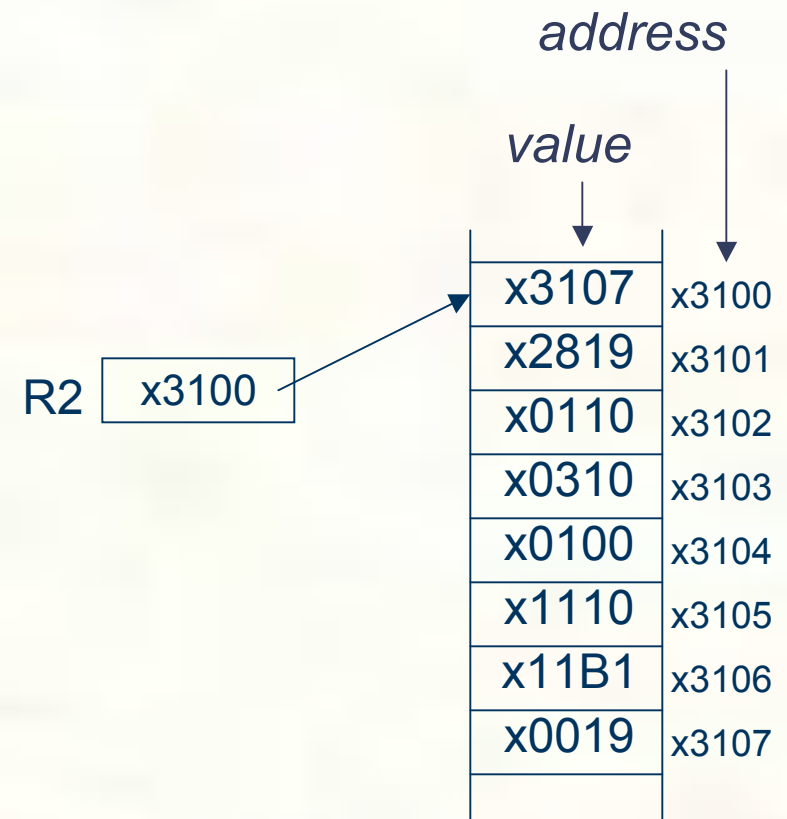 address
value
x3107 x3100
x2819 x3101
R2 x3100
x0110 x3102
x0310 x3103
x0100 x3104
x1110 x3105
x11B1 x3106
x0019 x3107